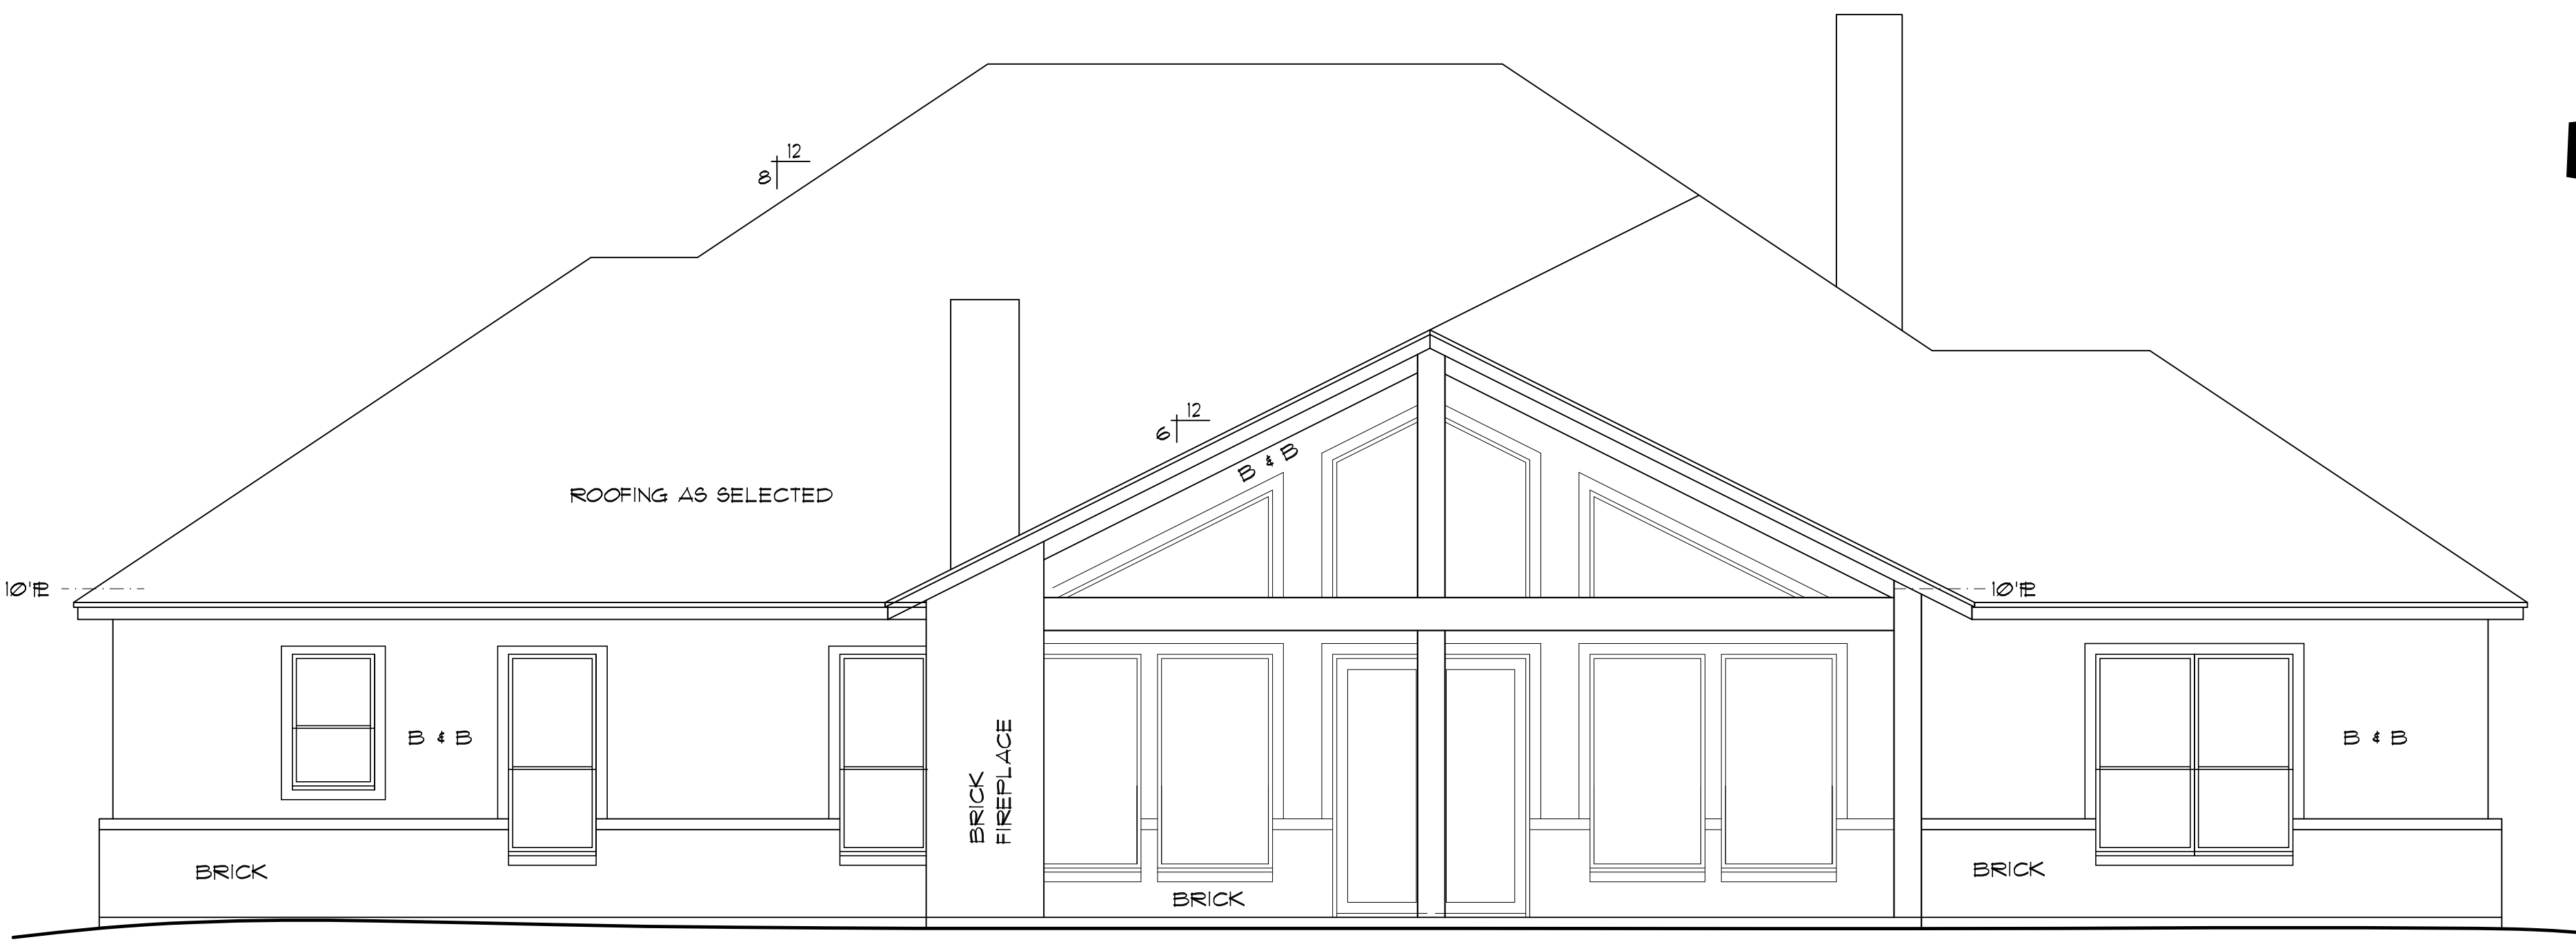 12
8
12
6
B & B
ROOFING AS SELECTED
10' PL
10' PL
B & B
B & B
BRICK
FIREPLACE
BRICK
BRICK
BRICK